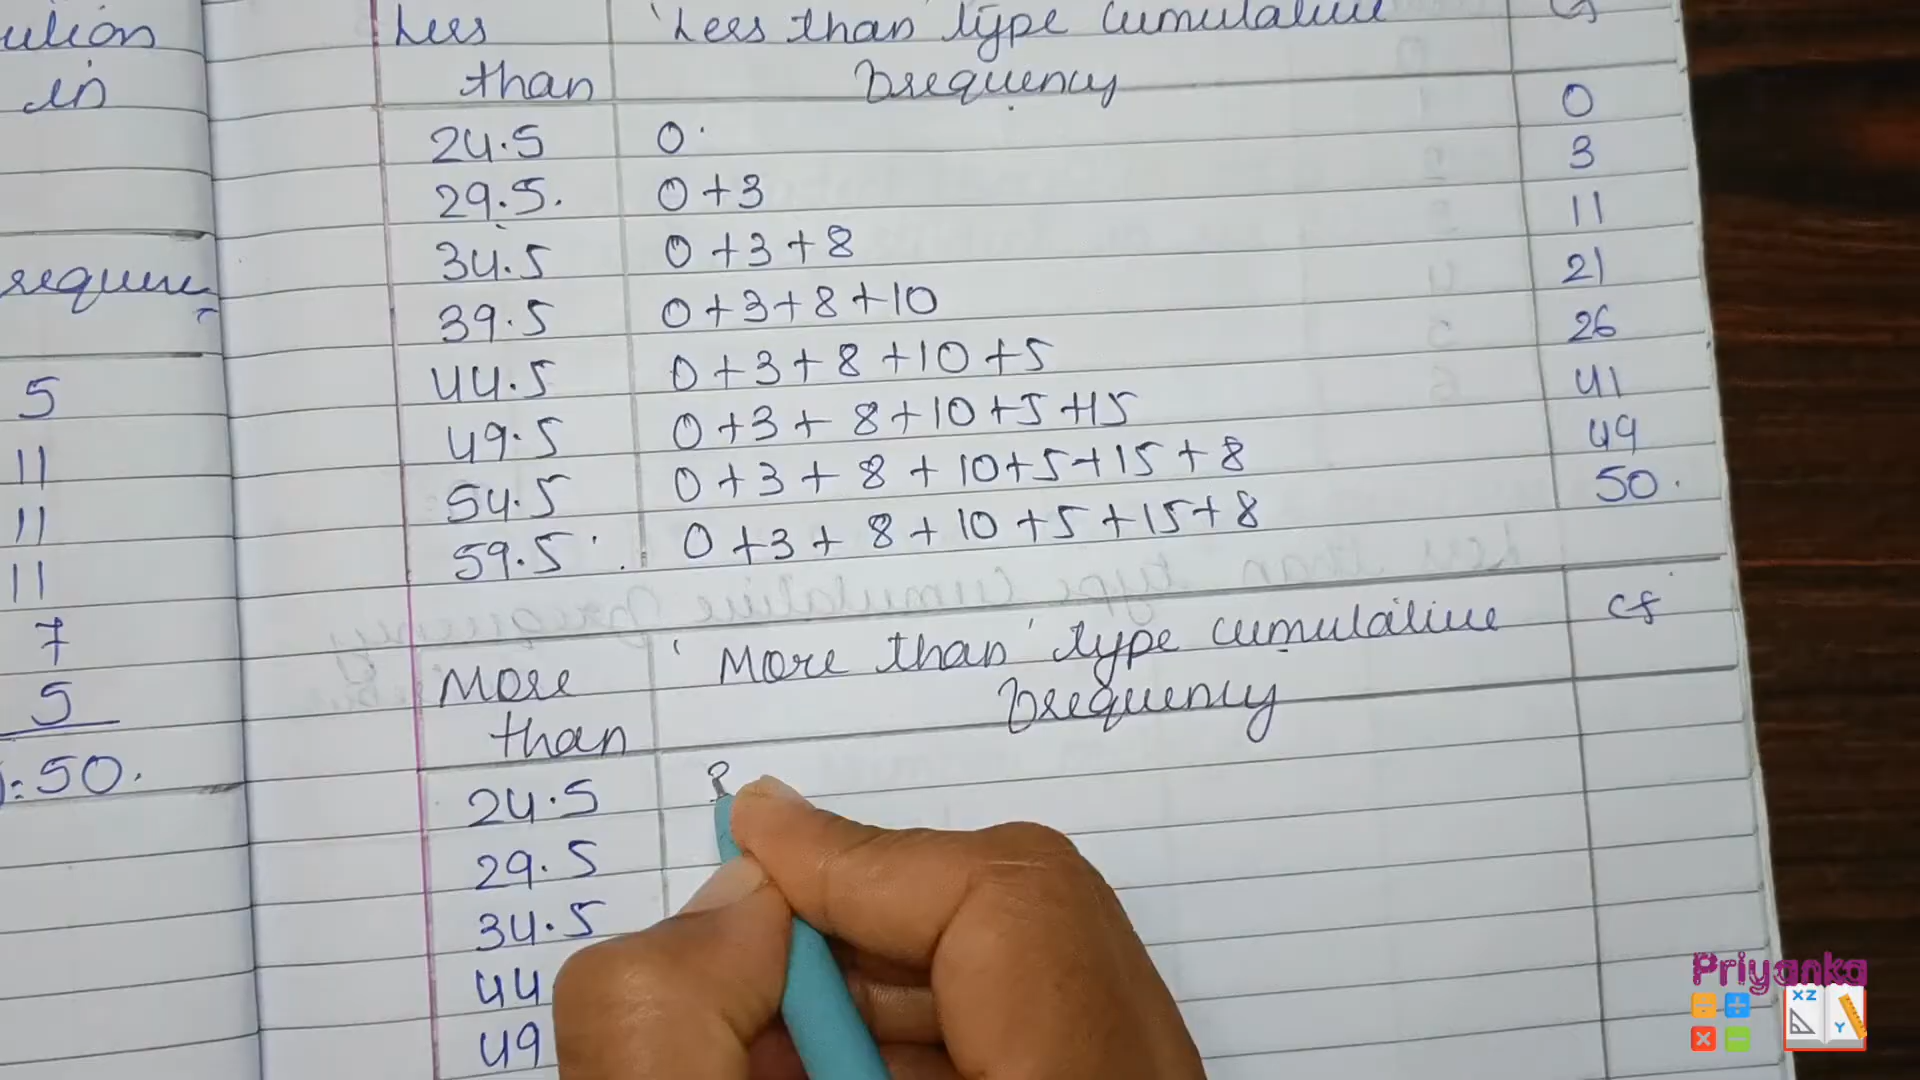 ution
in
requenc
5
11
11
11
7
5
: 50.
Less than
'Less than' type cumulative frequency
24.5 0 0
29.5. 0+3 3
34.5 0+3+8 11
39.5 0+3+8+10 21
44.5 0+3+8+10+5 26
49.5 0+3+8+10+5+15 41
54.5 0+3+8+10+5+15+8 49
59.5 0+3+8+10+5+15+8 50.
More than
'More than' type cumulative frequency
cf
24.5
29.5
34.5
44
49
Priyanka
XZ
Y